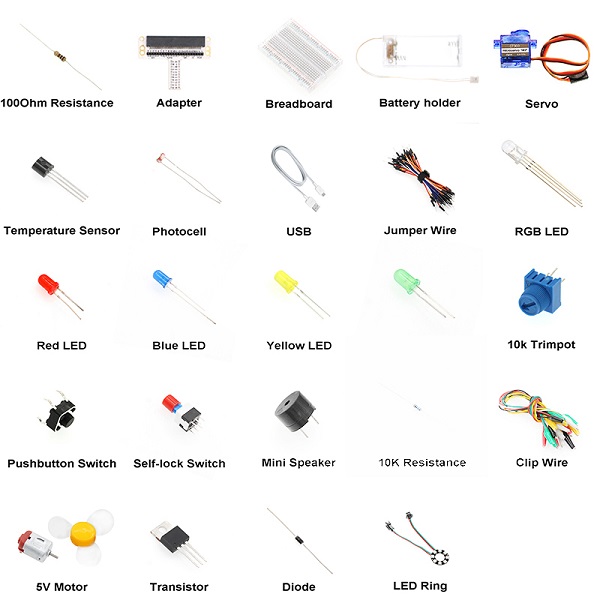 100Ohm Resistance
Adapter
Breadboard
Battery holder
Servo
Temperature Sensor
Photocell
USB
Jumper Wire
RGB LED
Red LED
Blue LED
Yellow LED
10k Trimpot
Pushbutton Switch
Self-lock Switch
Mini Speaker
10K Resistance
Clip Wire
5V Motor
Transistor
Diode
LED Ring